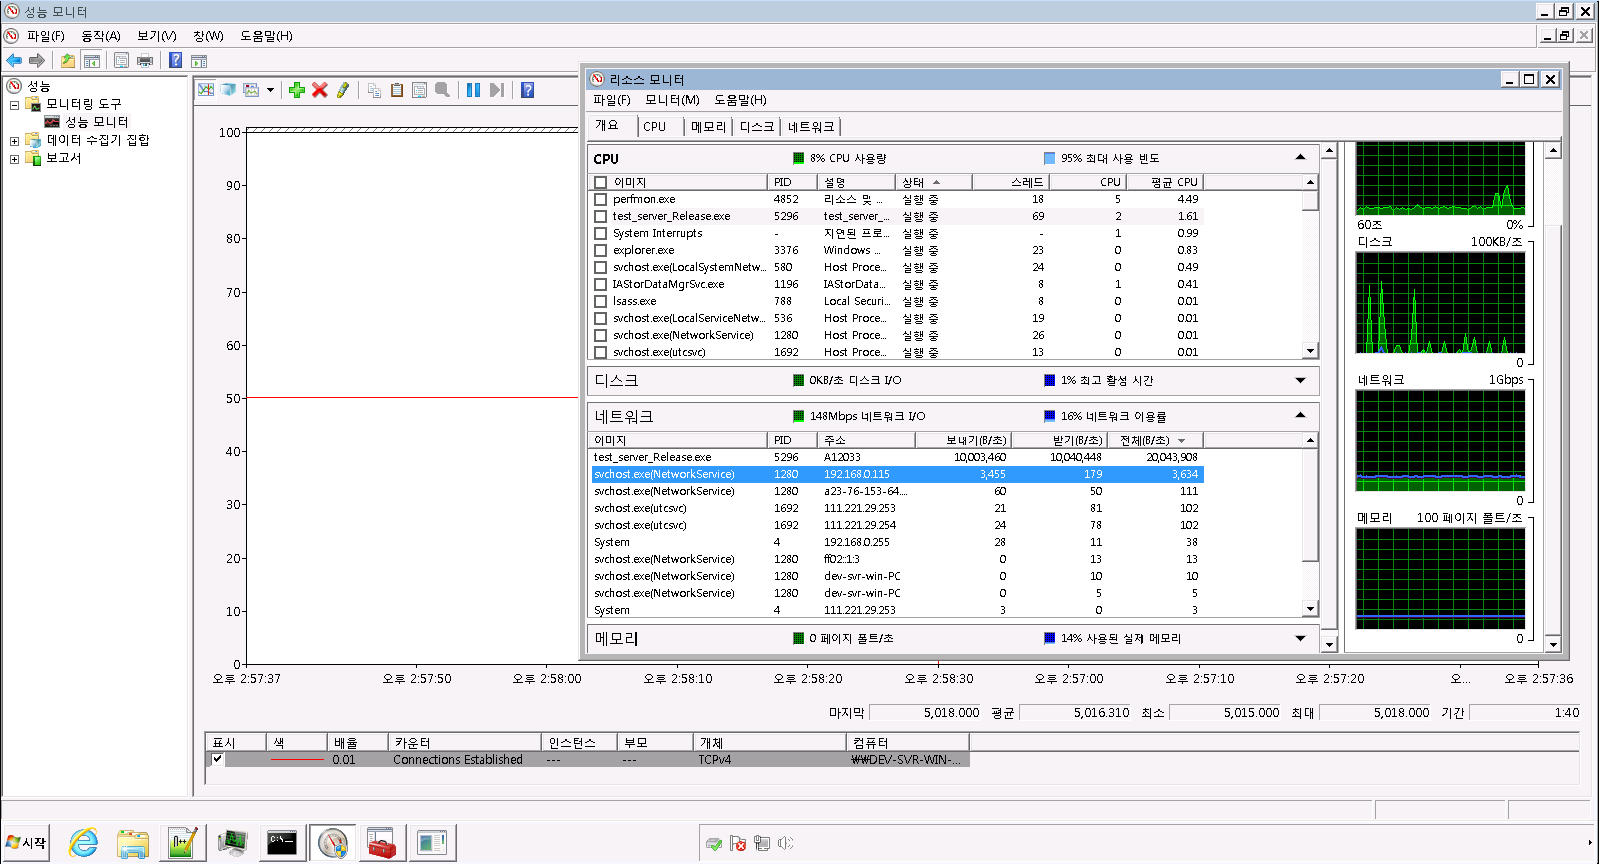 성능 모니터
파일(F) 동작(A) 보기(V) 창(W) 도움말(H)
성능
모니터링 도구
성능 모니터
데이터 수집기 집합
보고서
100
90
80
70
60
50
40
30
20
10
0
오후 2:57:37 오후 2:57:50 오후 2:58:00 오후 2:58:10 오후 2:58:20 오후 2:58:30 오후 2:57:00 오후 2:57:10 오후 2:57:20 오... 오후 2:57:36
마지막 5,018.000 평균 5,016.310 최소 5,015.000 최대 5,018.000 기간 1:40
표시 색 배율 카운터 인스턴스 부모 개체 컴퓨터
0.01 Connections Established --- --- TCPv4 ₩₩DEV-SVR-WIN-...
리소스 모니터
파일(F) 모니터(M) 도움말(H)
개요 CPU 메모리 디스크 네트워크
CPU 8% CPU 사용량 95% 최대 사용 빈도
이미지 PID 설명 상태 스레드 CPU 평균 CPU
perfmon.exe 4852 리소스 및 ... 실행 중 18 5 4.49
test_server_Release.exe 5296 test_server_... 실행 중 69 2 1.61
System Interrupts - 지연된 프로... 실행 중 - 1 0.99
explorer.exe 3376 Windows ... 실행 중 23 0 0.83
svchost.exe(LocalSystemNetw... 580 Host Proce... 실행 중 24 0 0.49
IAStorDataMgrSvc.exe 1196 IAStorData... 실행 중 8 1 0.41
lsass.exe 788 Local Securi... 실행 중 8 0 0.01
svchost.exe(LocalServiceNetw... 536 Host Proce... 실행 중 19 0 0.01
svchost.exe(NetworkService) 1280 Host Proce... 실행 중 26 0 0.01
svchost.exe(utcsvc) 1692 Host Proce... 실행 중 13 0 0.01
디스크 0KB/초 디스크 I/O 1% 최고 활성 시간
네트워크 148Mbps 네트워크 I/O 16% 네트워크 이용률
이미지 PID 주소 보내기(B/초) 받기(B/초) 전체(B/초)
test_server_Release.exe 5296 A12033 10,003,460 10,040,448 20,043,908
svchost.exe(NetworkService) 1280 192.168.0.115 3,455 179 3,634
svchost.exe(NetworkService) 1280 a23-76-153-64.... 60 50 111
svchost.exe(utcsvc) 1692 111.221.29.253 21 81 102
svchost.exe(utcsvc) 1692 111.221.29.254 24 78 102
System 4 192.168.0.255 28 11 38
svchost.exe(NetworkService) 1280 ff02::1:3 0 13 13
svchost.exe(NetworkService) 1280 dev-svr-win-PC 0 10 10
svchost.exe(NetworkService) 1280 dev-svr-win-PC 0 5 5
System 4 111.221.29.253 3 0 3
메모리 0 페이지 폴트/초 14% 사용된 실제 메모리
60초 0%
디스크 100KB/초
0
네트워크 1Gbps
0
메모리 100 페이지 폴트/초
0
시작
C:\